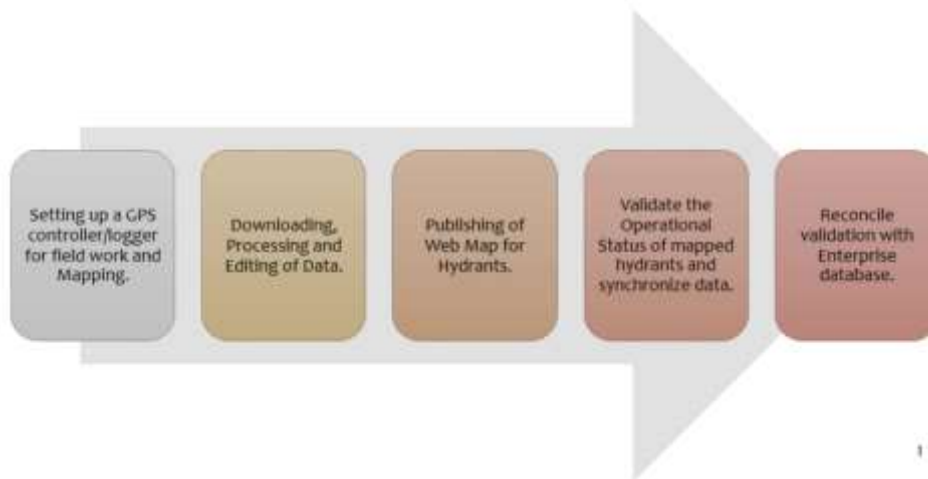 Setting up a GPS
controller/logger
for field work and
Mapping.
Downloading,
Processing and
Editing of Data.
Publishing of
Web Map for
Hydrants.
Validate the
Operational
Status of mapped
hydrants and
synchronize data.
Reconcile
validation with
Enterprise
database.
1